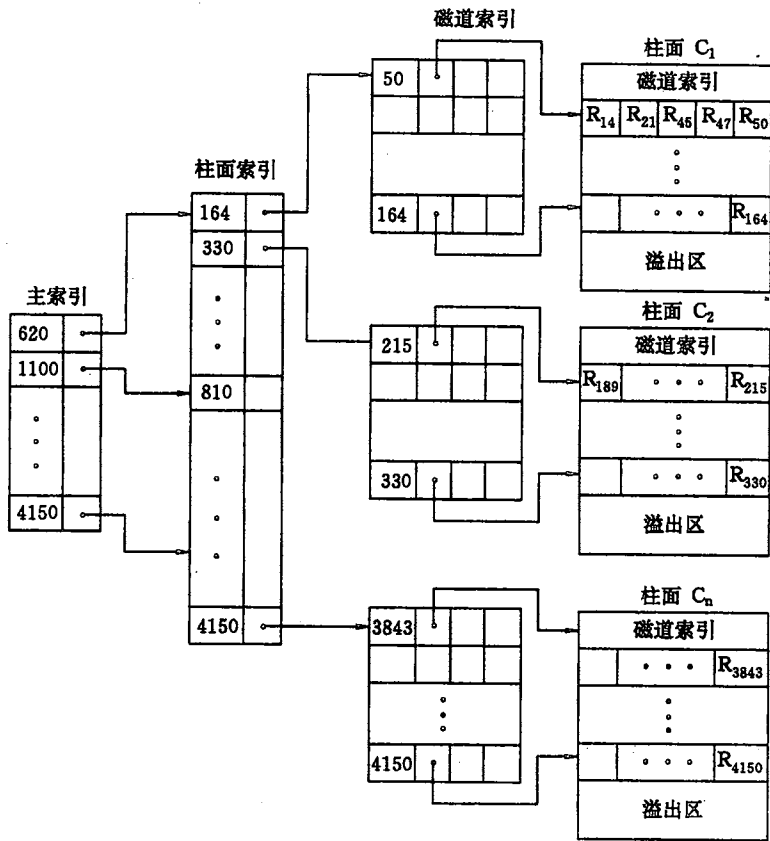 主索引
620
1100
4150
柱面索引
164
330
810
4150
磁道索引
50
164
215
330
3843
4150
柱面 C₁
磁道索引
R₁₄ R₂₁ R₄₅ R₄₇ R₅₀
R₁₆₄
溢出区
柱面 C₂
磁道索引
R₁₈₉ R₂₁₅
R₃₃₀
溢出区
柱面 Cₙ
磁道索引
R₃₈₄₃
R₄₁₅₀
溢出区